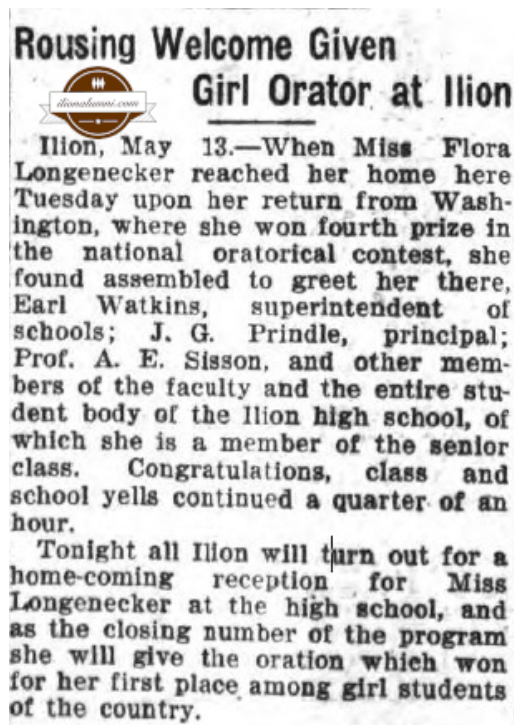 Rousing Welcome Given
Girl Orator at Ilion
ilionalumni.com
Ilion, May 13.—When Miss Flora
Longenecker reached her home here
Tuesday upon her return from Wash-
ington, where she won fourth prize in
the national oratorical contest, she
found assembled to greet her there,
Earl Watkins, superintendent of
schools; J. G. Prindle, principal;
Prof. A. E. Sisson, and other mem-
bers of the faculty and the entire stu-
dent body of the Ilion high school, of
which she is a member of the senior
class. Congratulations, class and
school yells continued a quarter of an
hour.
Tonight all Ilion will turn out for a
home-coming reception for Miss
Longenecker at the high school, and
as the closing number of the program
she will give the oration which won
for her first place among girl students
of the country.